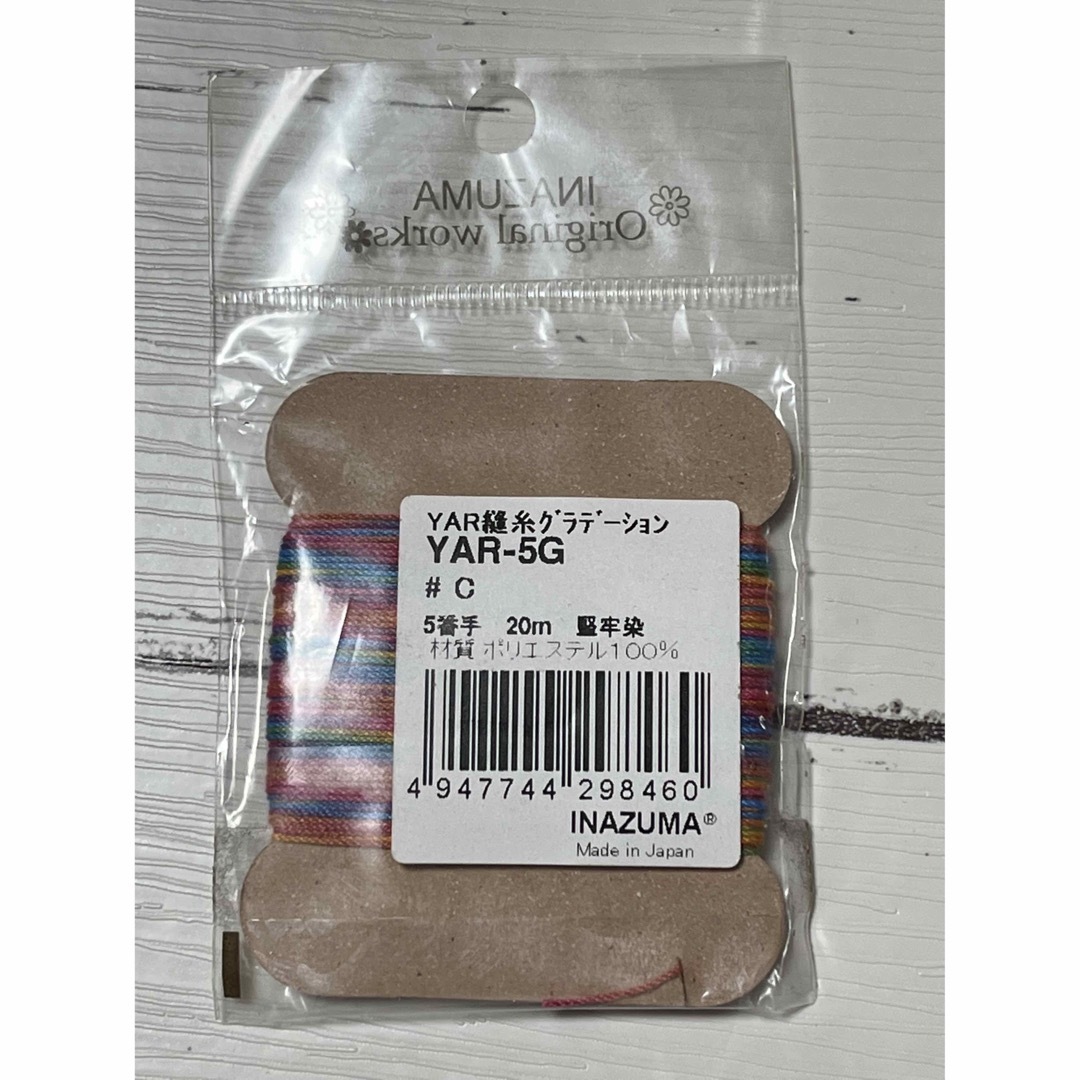 INAZUMA
Original works
YAR縫糸グラデーション
YAR-5G
# C
5番手 20m 堅牢染
材質 ポリエステル100%
4 947744 298460
INAZUMA®
Made in Japan